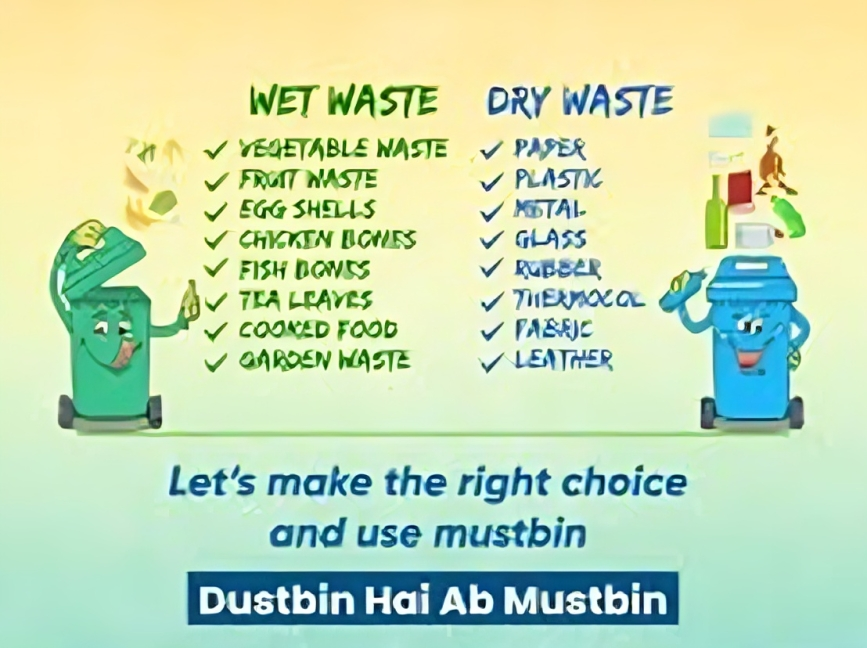 WET WASTE
VEGETABLE WASTE
FRUIT WASTE
EGG SHELLS
CHICKEN BONES
FISH BONES
TEA LEAVES
COOKED FOOD
GARDEN WASTE
DRY WASTE
PAPER
PLASTIC
METAL
GLASS
RUBBER
THERMOCOL
FABRIC
LEATHER
Let's make the right choice
and use mustbin
Dustbin Hai Ab Mustbin